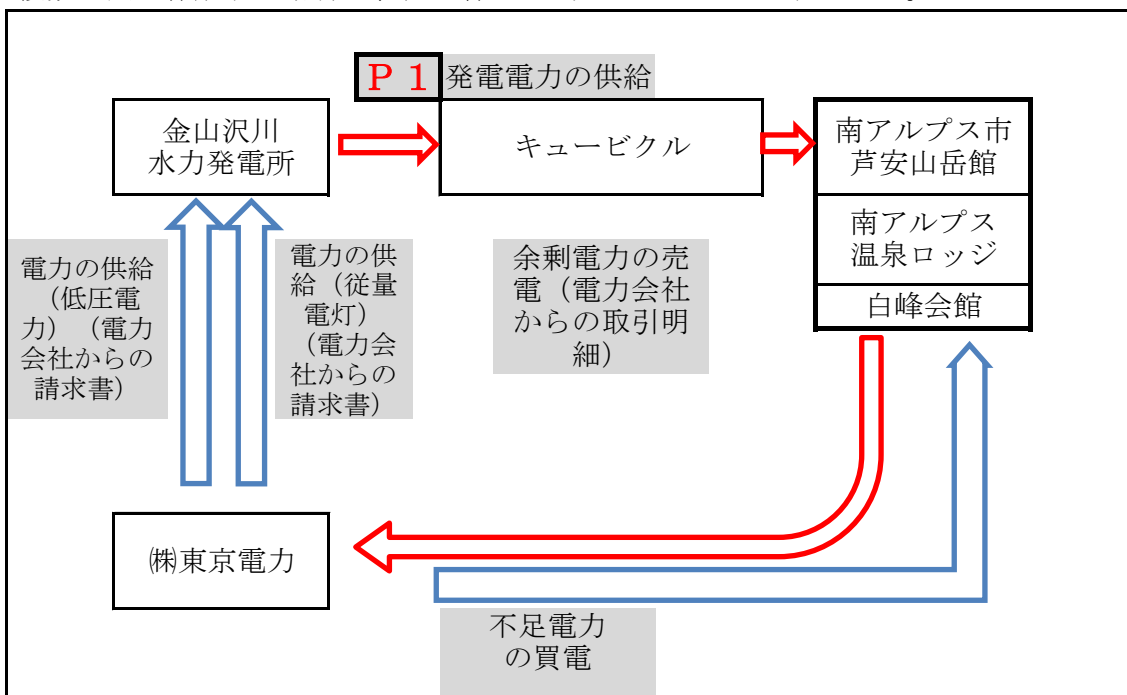 P1 発電電力の供給
金山沢川
水力発電所
キュービクル
南アルプス市
芦安山岳館
南アルプス
温泉ロッジ
白峰会館
電力の供給
（低圧電
力）（電力
会社からの
請求書）
電力の供
給（従量
電灯）
（電力会
社からの
請求書）
余剰電力の売
電（電力会社
からの取引明
細）
㈱東京電力
不足電力
の買電